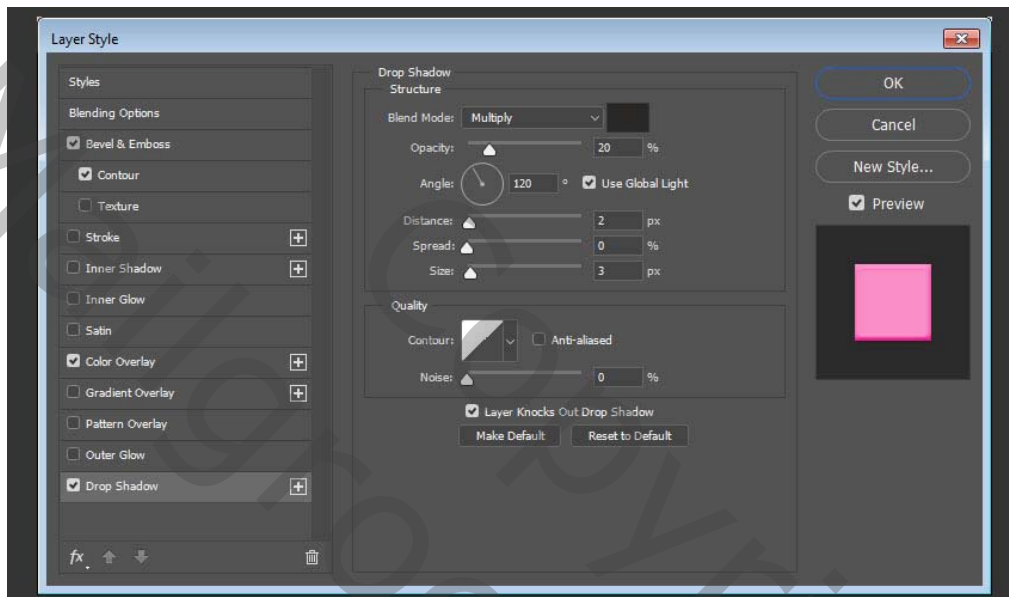 Layer Style
Styles
Blending Options
Bevel & Emboss
Contour
Texture
Stroke
Inner Shadow
Inner Glow
Satin
Color Overlay
Gradient Overlay
Pattern Overlay
Outer Glow
Drop Shadow
fx
Drop Shadow
Structure
Blend Mode: Multiply
Opacity: 20 %
Angle: 120 ° Use Global Light
Distance: 2 px
Spread: 0 %
Size: 3 px
Quality
Contour: Anti-aliased
Noise: 0 %
Layer Knocks Out Drop Shadow
Make Default Reset to Default
OK
Cancel
New Style...
Preview